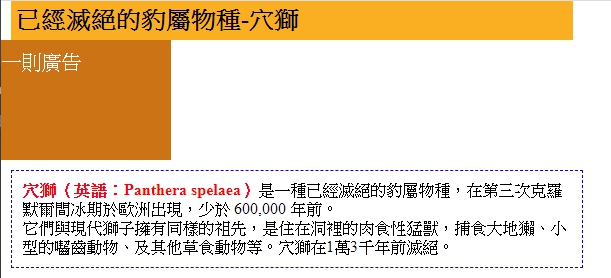 已經滅絕的豹屬物種-穴獅
一則廣告
穴獅（英語：Panthera spelaea）是一種已經滅絕的豹屬物種，在第三次克羅
默爾間冰期於歐洲出現，少於 600,000 年前。
它們與現代獅子擁有同樣的祖先，是住在洞裡的肉食性猛獸，捕食大地獺、小
型的囓齒動物、及其他草食動物等。穴獅在1萬3千年前滅絕。